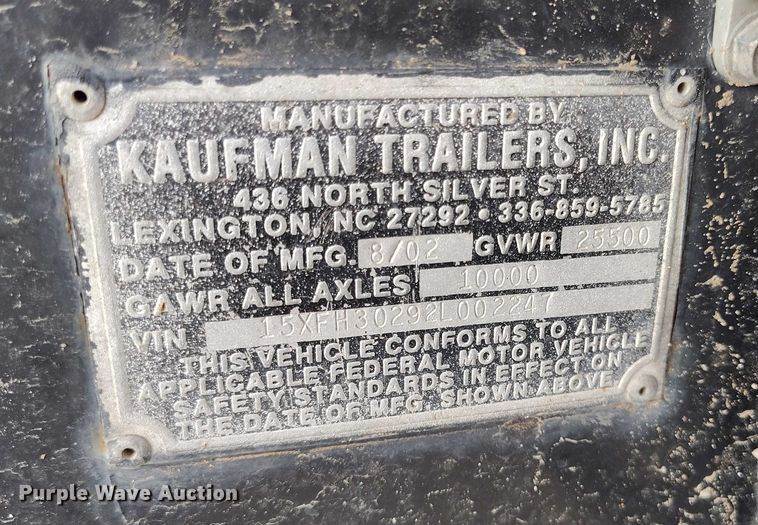 MANUFACTURED BY
KAUFMAN TRAILERS, INC.
436 NORTH SILVER ST.
LEXINGTON, NC 27292 • 336-859-5785
DATE OF MFG. 8/02 GVWR 25500
GAWR ALL AXLES 10000
VIN 15XFH30292L002247
THIS VEHICLE CONFORMS TO ALL
APPLICABLE FEDERAL MOTOR VEHICLE
SAFETY STANDARDS IN EFFECT ON
THE DATE OF MFG. SHOWN ABOVE
Purple Wave Auction